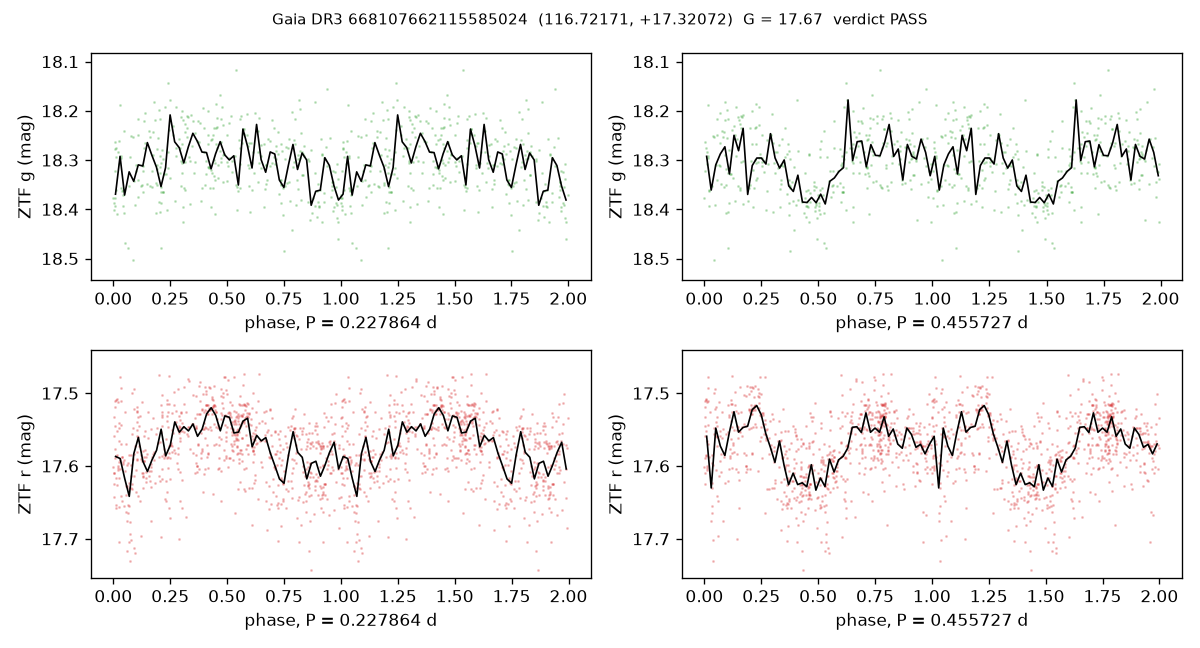 Gaia DR3 668107662115585024 (116.72171, +17.32072) G = 17.67 verdict PASS
ZTF g (mag)
18.1
18.2
18.3
18.4
18.5
0.00 0.25 0.50 0.75 1.00 1.25 1.50 1.75 2.00
phase, P = 0.227864 d
ZTF g (mag)
18.1
18.2
18.3
18.4
18.5
0.00 0.25 0.50 0.75 1.00 1.25 1.50 1.75 2.00
phase, P = 0.455727 d
ZTF r (mag)
17.5
17.6
17.7
0.00 0.25 0.50 0.75 1.00 1.25 1.50 1.75 2.00
phase, P = 0.227864 d
ZTF r (mag)
17.5
17.6
17.7
0.00 0.25 0.50 0.75 1.00 1.25 1.50 1.75 2.00
phase, P = 0.455727 d